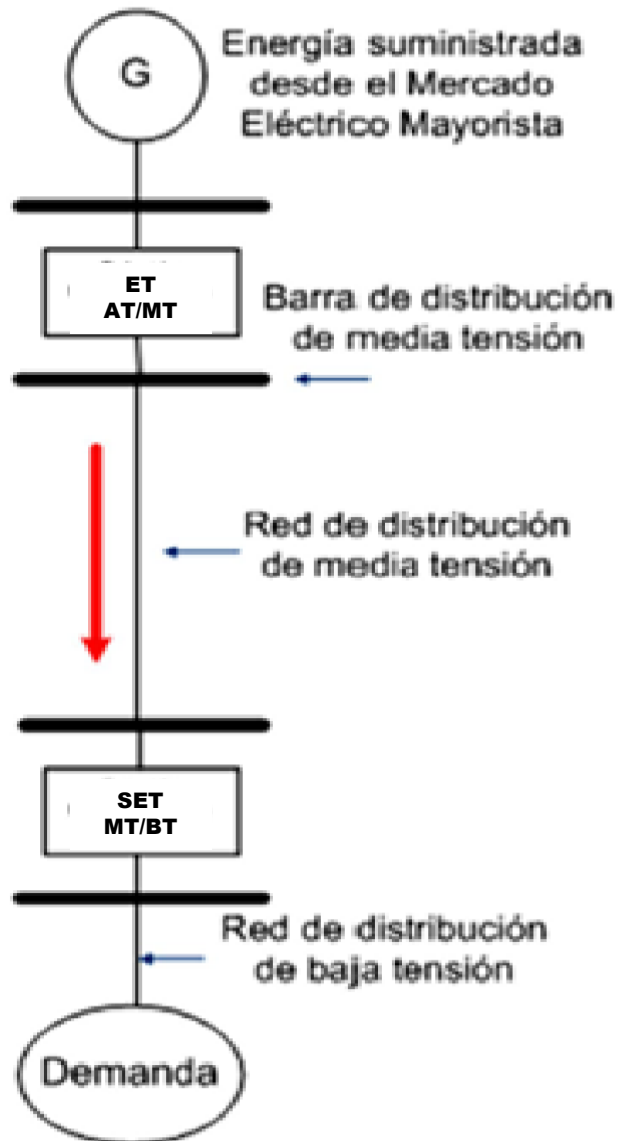 G
Energía suministrada
desde el Mercado
Eléctrico Mayorista
ET
AT/MT
Barra de distribución
de media tensión
Red de distribución
de media tensión
SET
MT/BT
Red de distribución
de baja tensión
Demanda